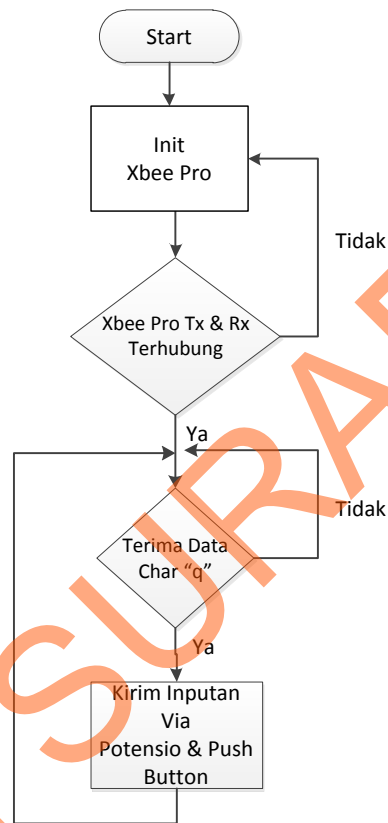 Start
Init
Xbee Pro
Tidak
Xbee Pro Tx & Rx
Terhubung
Ya
Tidak
Terima Data
Char “q”
Ya
Kirim Inputan
Via
Potensio & Push
Button